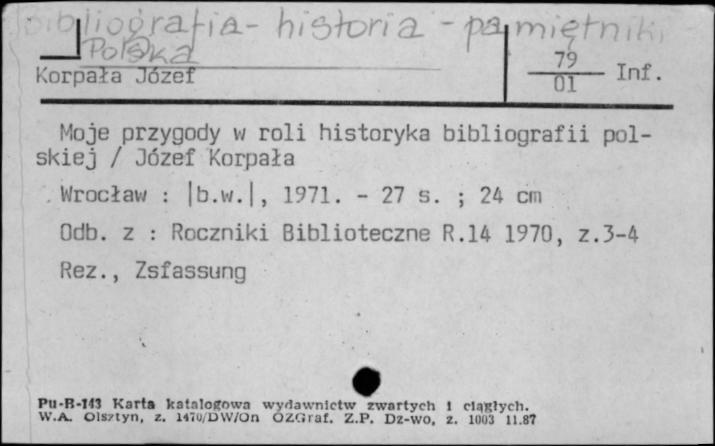 Bibliografia - historia - pamiętniki,
Polska
Korpała Józef
79
01
Inf.
Moje przygody w roli historyka bibliografii pol-
skiej / Józef Korpała
Wrocław : |b.w.|, 1971. - 27 s. ; 24 cm
Odb. z : Roczniki Biblioteczne R.14 1970, z.3-4
Rez., Zsfassung
Pu-B-143 Karta katalogowa wydawnictw zwartych i ciągłych.
W.A. Olsztyn, z. 1470/DW/On OZGraf. Z.P. Dz-wo, z. 1003 11.87